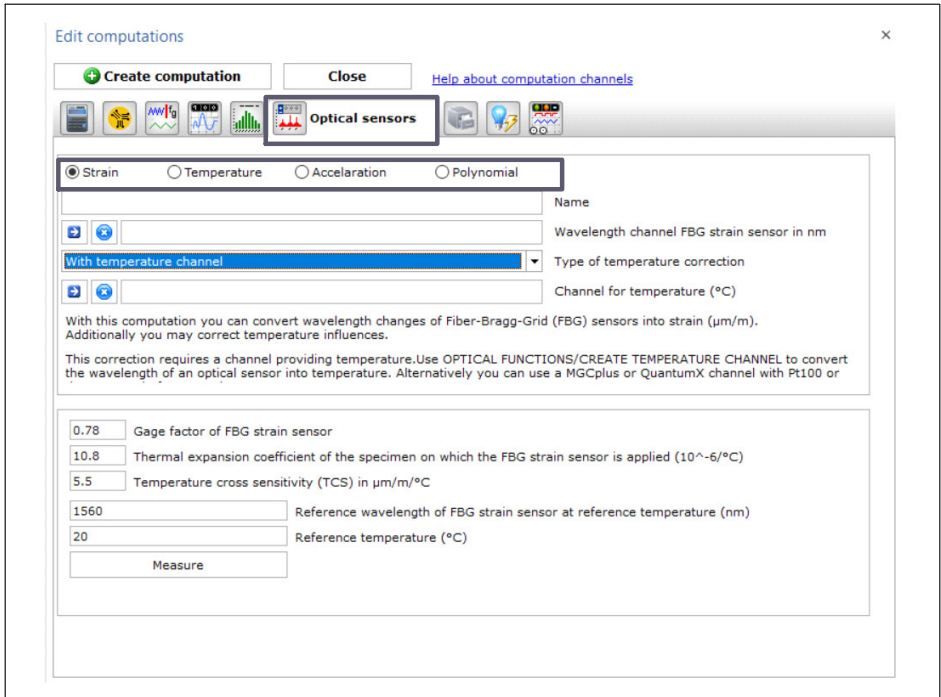 Edit computations
Create computation
Close
Help about computation channels
Optical sensors
Strain
Temperature
Accelaration
Polynomial
Name
Wavelength channel FBG strain sensor in nm
With temperature channel
Type of temperature correction
Channel for temperature (°C)
With this computation you can convert wavelength changes of Fiber-Bragg-Grid (FBG) sensors into strain (µm/m).
Additionally you may correct temperature influences.
This correction requires a channel providing temperature.Use OPTICAL FUNCTIONS/CREATE TEMPERATURE CHANNEL to convert
the wavelength of an optical sensor into temperature. Alternatively you can use a MGCplus or QuantumX channel with Pt100 or
0.78 Gage factor of FBG strain sensor
10.8 Thermal expansion coefficient of the specimen on which the FBG strain sensor is applied (10^-6/°C)
5.5 Temperature cross sensitivity (TCS) in µm/m/°C
1560 Reference wavelength of FBG strain sensor at reference temperature (nm)
20 Reference temperature (°C)
Measure